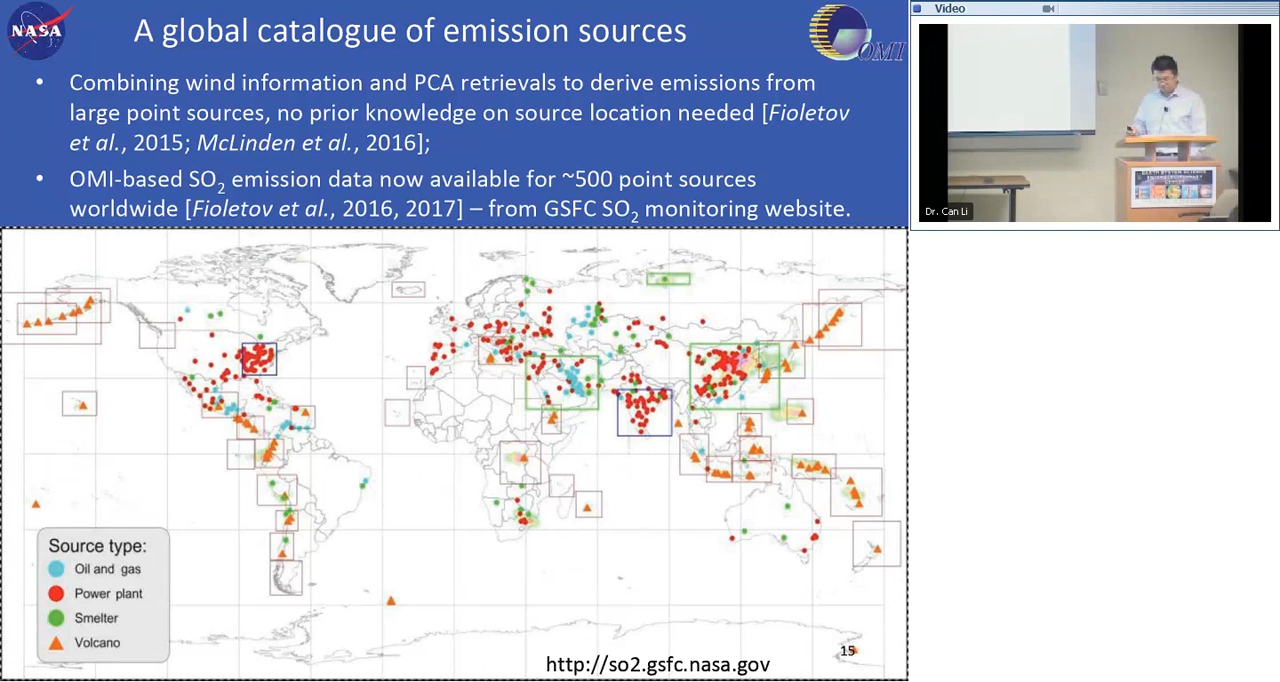 NASA
A global catalogue of emission sources
OMI
• Combining wind information and PCA retrievals to derive emissions from
large point sources, no prior knowledge on source location needed [Fioletov
et al., 2015; McLinden et al., 2016];
• OMI-based SO2 emission data now available for ~500 point sources
worldwide [Fioletov et al., 2016, 2017] – from GSFC SO2 monitoring website.
Source type:
Oil and gas
Power plant
Smelter
Volcano
http://so2.gsfc.nasa.gov
15
Video
Dr. Can Li